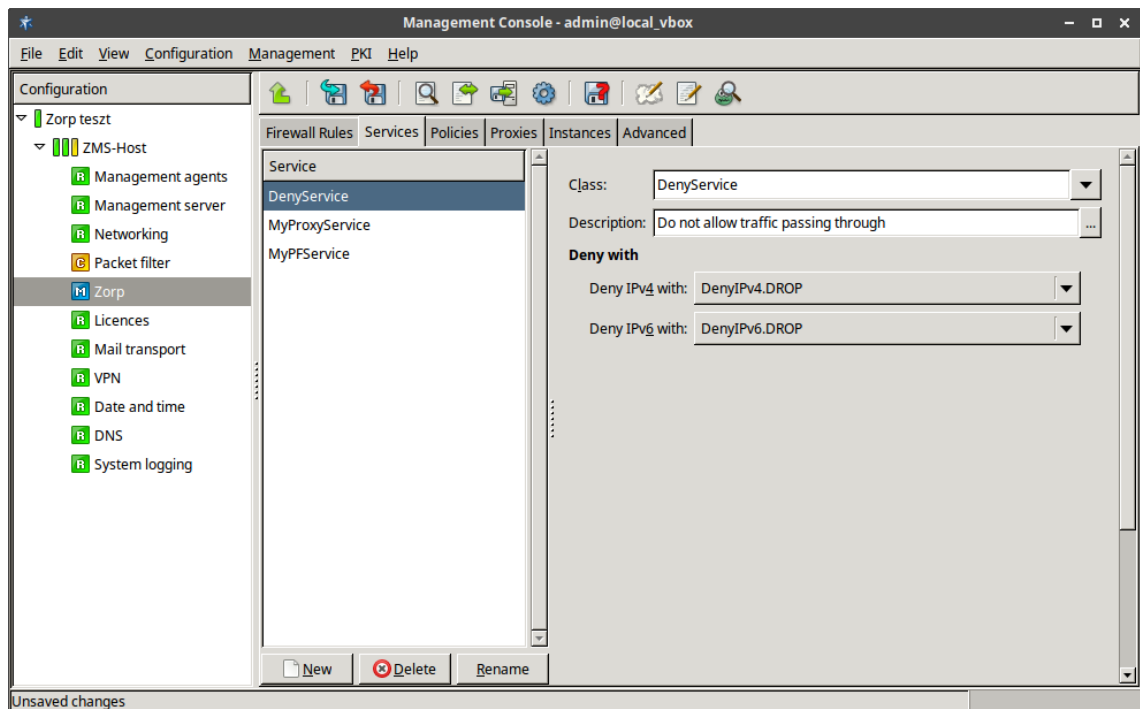 Management Console - admin@local_vbox
File Edit View Configuration Management PKI Help
Configuration
Zorp teszt
ZMS-Host
R Management agents
R Management server
R Networking
C Packet filter
M Zorp
R Licences
R Mail transport
R VPN
R Date and time
R DNS
R System logging
Firewall Rules Services Policies Proxies Instances Advanced
Service
DenyService
MyProxyService
MyPFService
New Delete Rename
Class: DenyService
Description: Do not allow traffic passing through ...
Deny with
Deny IPv4 with: DenyIPv4.DROP
Deny IPv6 with: DenyIPv6.DROP
Unsaved changes